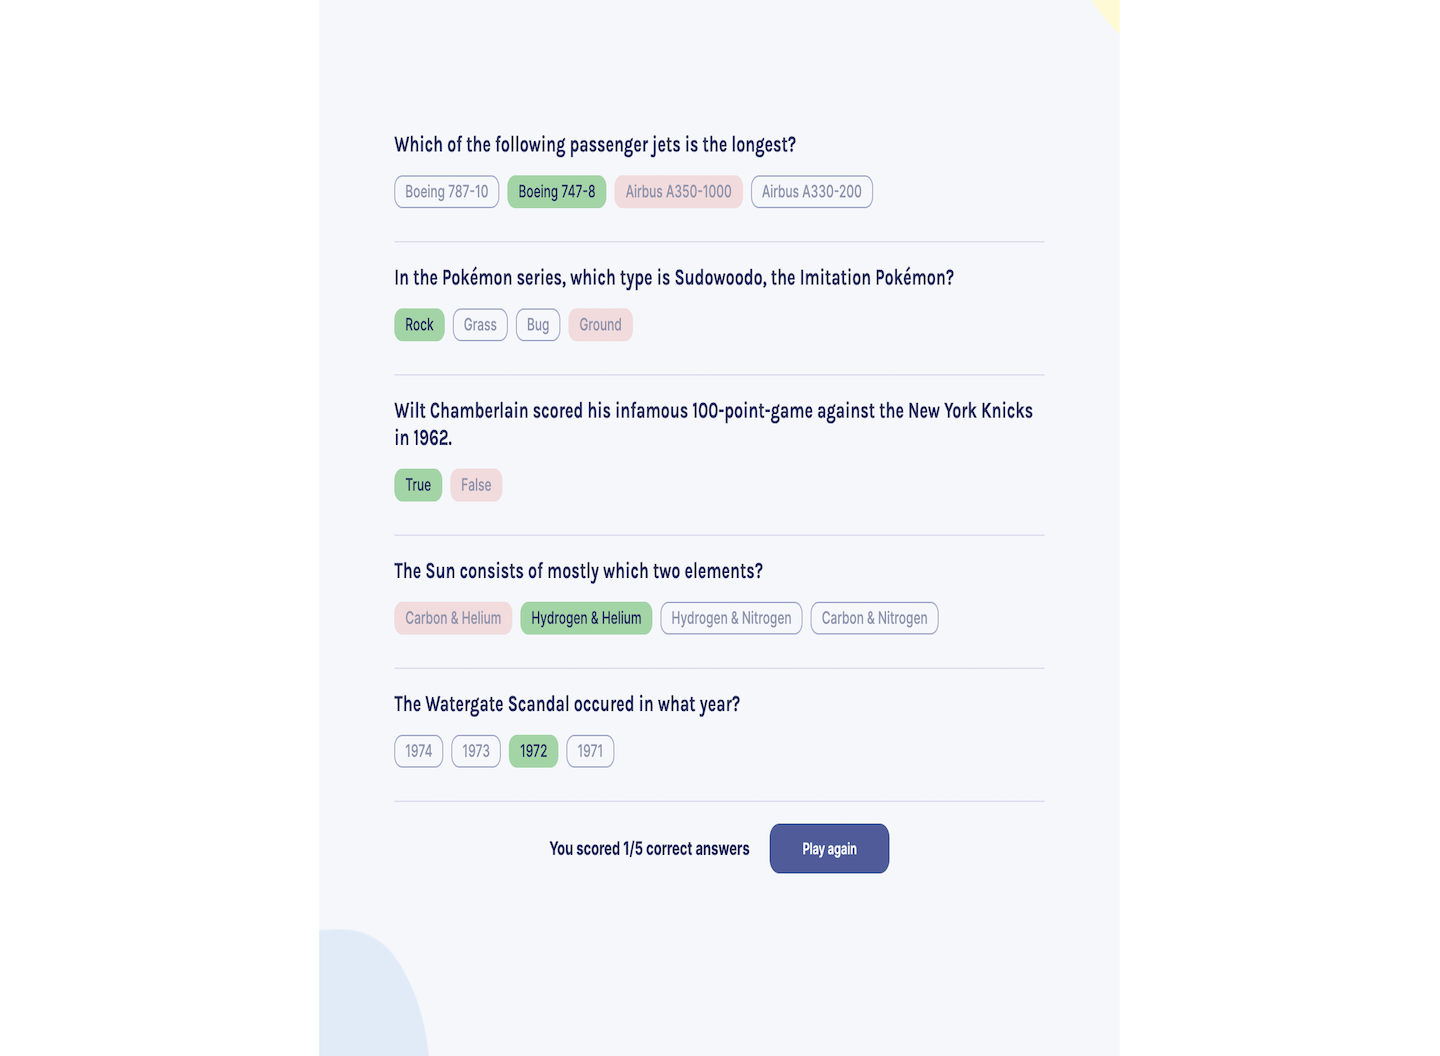 Which of the following passenger jets is the longest?
Boeing 787-10 Boeing 747-8 Airbus A350-1000 Airbus A330-200
In the Pokémon series, which type is Sudowoodo, the Imitation Pokémon?
Rock Grass Bug Ground
Wilt Chamberlain scored his infamous 100-point-game against the New York Knicks
in 1962.
True False
The Sun consists of mostly which two elements?
Carbon & Helium Hydrogen & Helium Hydrogen & Nitrogen Carbon & Nitrogen
The Watergate Scandal occured in what year?
1974 1973 1972 1971
You scored 1/5 correct answers Play again